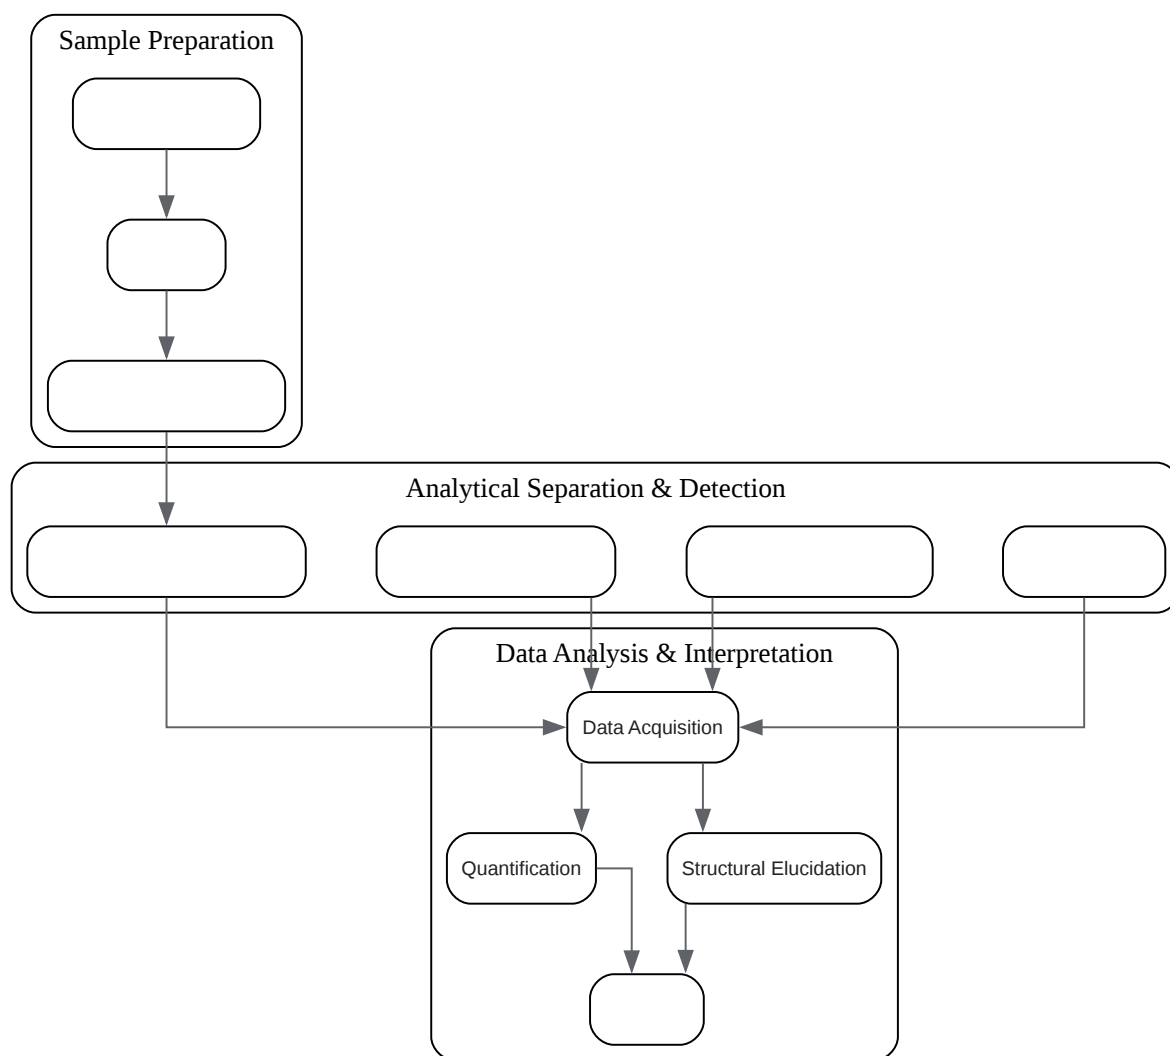 Sample Preparation
Analytical Separation & Detection
Data Analysis & Interpretation
Data Acquisition
Quantification
Structural Elucidation